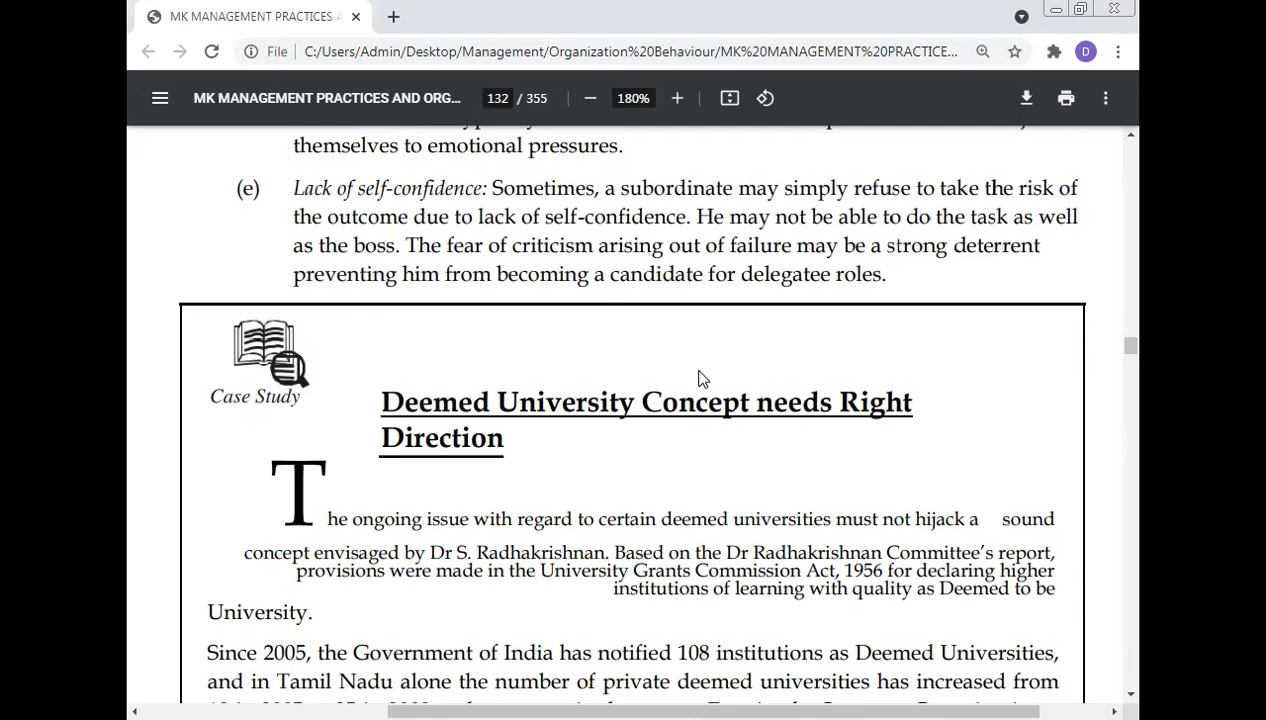 MK MANAGEMENT PRACTICES A
File C:/Users/Admin/Desktop/Management/Organization%20Behaviour/MK%20MANAGEMENT%20PRACTICE...
D
MK MANAGEMENT PRACTICES AND ORG... 132 / 355 180%
themselves to emotional pressures.
(e) Lack of self-confidence: Sometimes, a subordinate may simply refuse to take the risk of
the outcome due to lack of self-confidence. He may not be able to do the task as well
as the boss. The fear of criticism arising out of failure may be a strong deterrent
preventing him from becoming a candidate for delegatee roles.
Case Study
Deemed University Concept needs Right
Direction
The ongoing issue with regard to certain deemed universities must not hijack a sound
concept envisaged by Dr S. Radhakrishnan. Based on the Dr Radhakrishnan Committee's report,
provisions were made in the University Grants Commission Act, 1956 for declaring higher
institutions of learning with quality as Deemed to be
University.
Since 2005, the Government of India has notified 108 institutions as Deemed Universities,
and in Tamil Nadu alone the number of private deemed universities has increased from